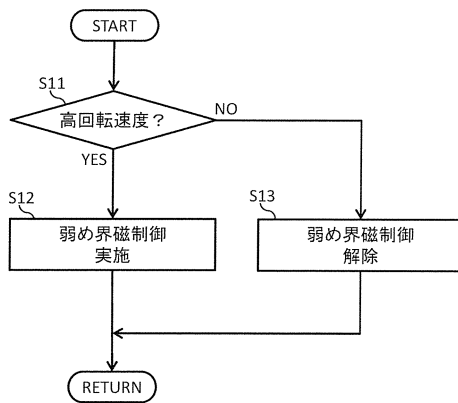 START
S11
高回転速度？
NO
YES
S12
弱め界磁制御
実施
S13
弱め界磁制御
解除
RETURN